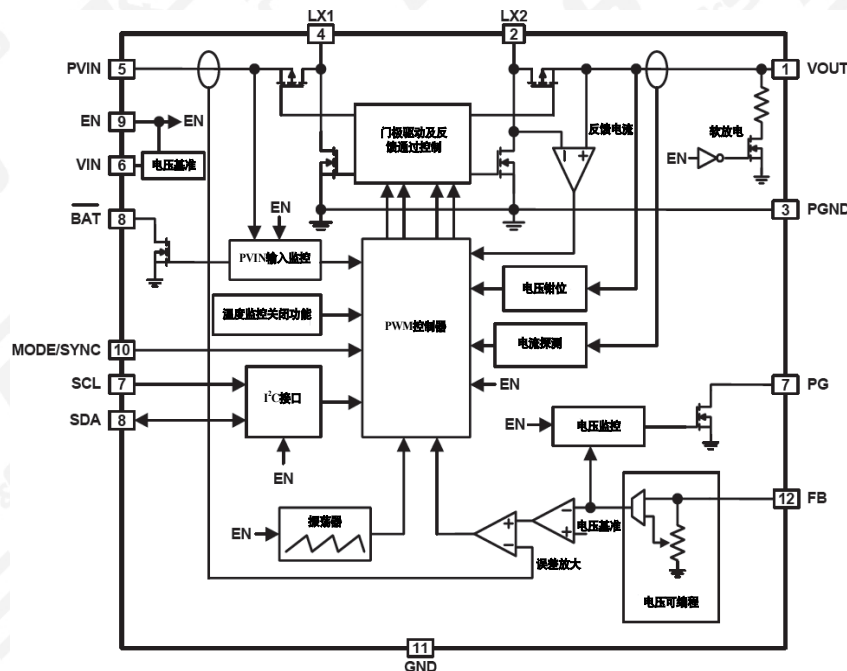 LX1
LX2
4
2
PVIN
5
1
VOUT
EN
9
EN
VIN
6
电压基准
门极驱动及反
馈通过控制
反馈电流
软放电
EN
BAT
8
EN
3
PGND
PVIN输入监控
温度监控关闭功能
PWM控制器
电压钳位
电流探测
MODE/SYNC
10
SCL
7
I²C接口
SDA
8
EN
EN
7
PG
EN
电压监控
12
FB
EN
振荡器
电压基准
误差放大
电压可编程
11
GND